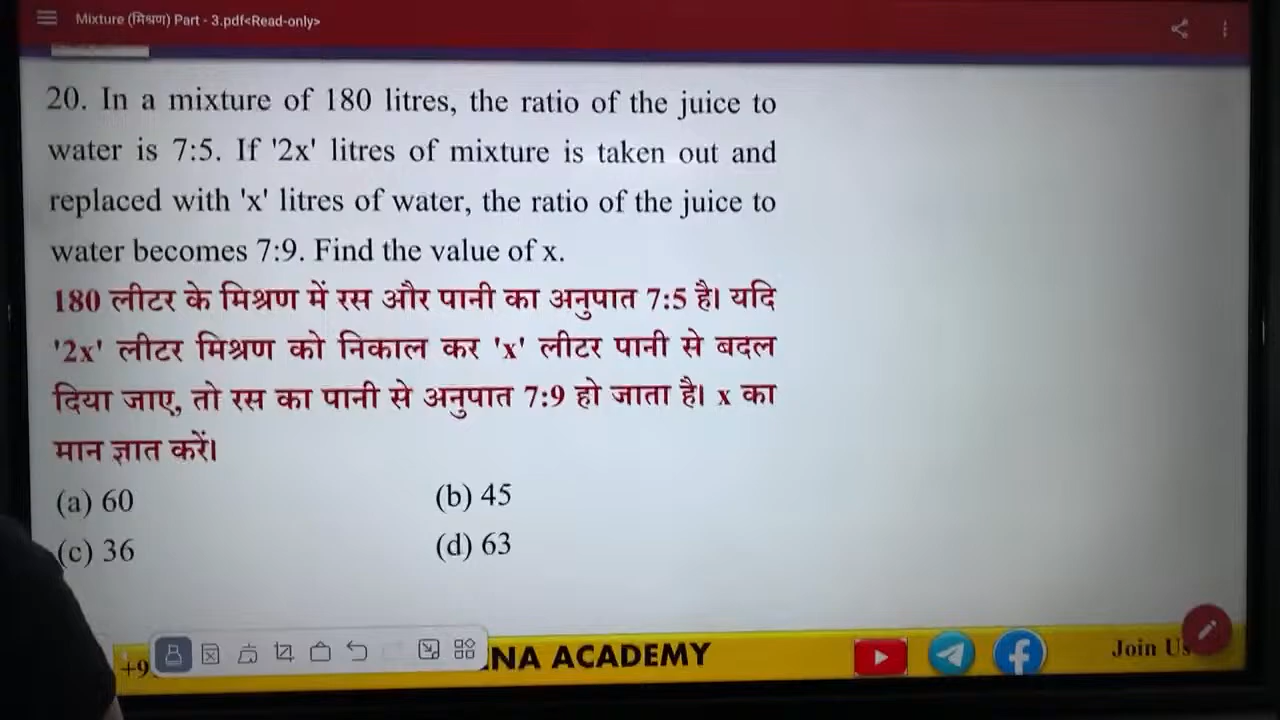 Mixture (मिश्रण) Part - 3.pdf<Read-only>
20. In a mixture of 180 litres, the ratio of the juice to
water is 7:5. If '2x' litres of mixture is taken out and
replaced with 'x' litres of water, the ratio of the juice to
water becomes 7:9. Find the value of x.
180 लीटर के मिश्रण में रस और पानी का अनुपात 7:5 है। यदि
'2x' लीटर मिश्रण को निकाल कर 'x' लीटर पानी से बदल
दिया जाए, तो रस का पानी से अनुपात 7:9 हो जाता है। x का
मान ज्ञात करें।
(a) 60 (b) 45
(c) 36 (d) 63
+9 NA ACADEMY Join Us